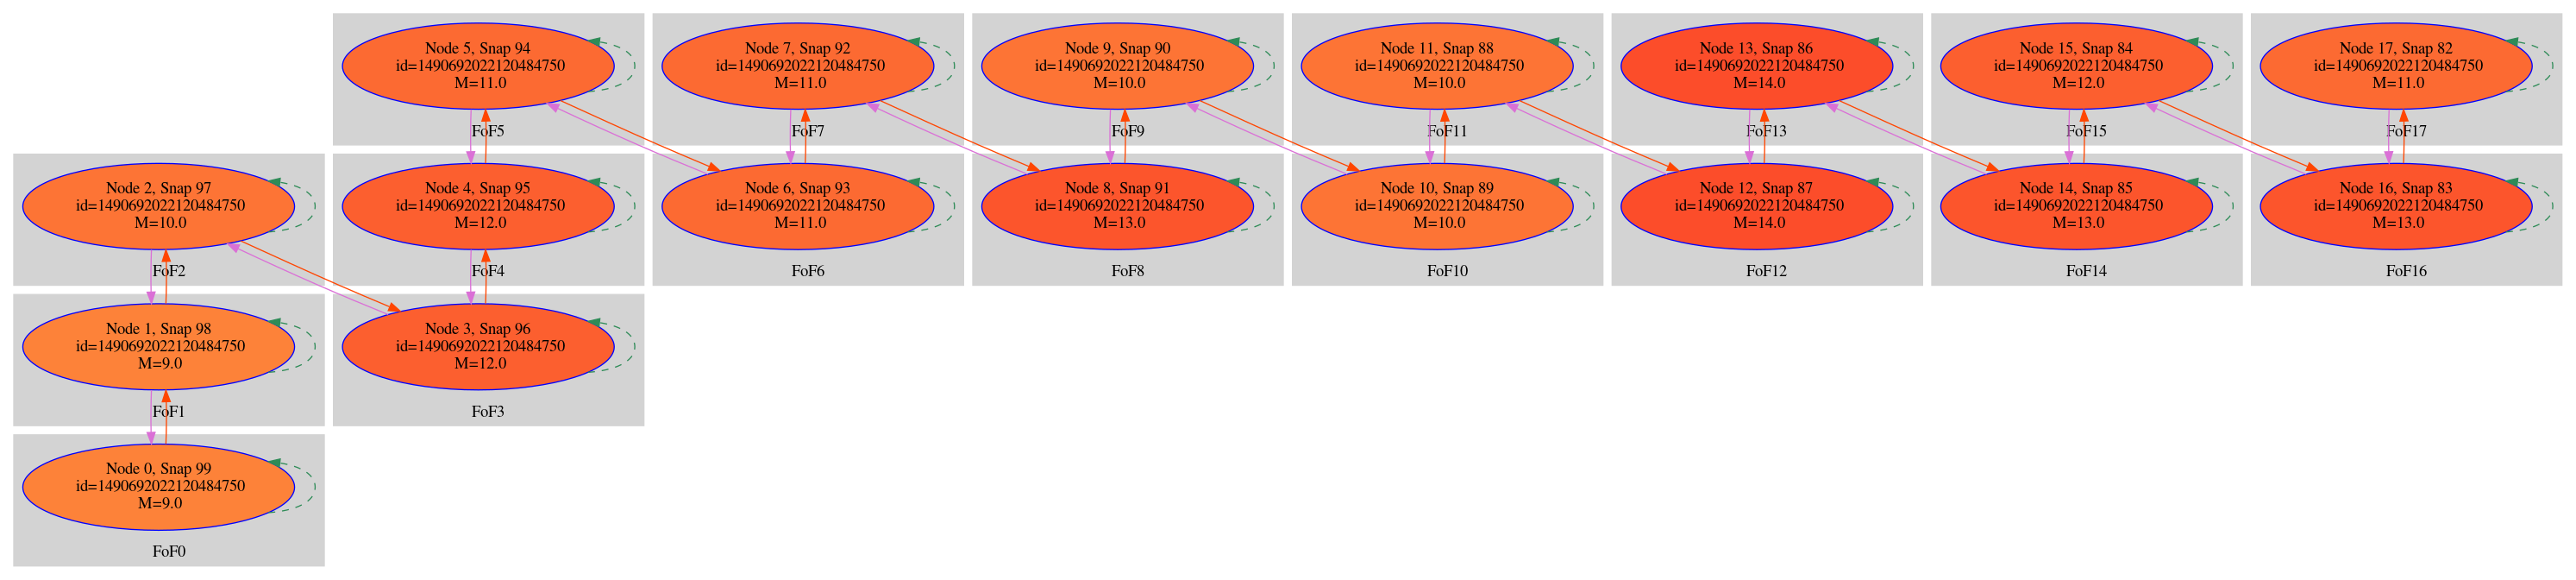 Node 5, Snap 94
id=1490692022120484750
M=11.0
FoF5
Node 7, Snap 92
id=1490692022120484750
M=11.0
FoF7
Node 9, Snap 90
id=1490692022120484750
M=10.0
FoF9
Node 11, Snap 88
id=1490692022120484750
M=10.0
FoF11
Node 13, Snap 86
id=1490692022120484750
M=14.0
FoF13
Node 15, Snap 84
id=1490692022120484750
M=12.0
FoF15
Node 17, Snap 82
id=1490692022120484750
M=11.0
FoF17
Node 2, Snap 97
id=1490692022120484750
M=10.0
FoF2
Node 4, Snap 95
id=1490692022120484750
M=12.0
FoF4
Node 6, Snap 93
id=1490692022120484750
M=11.0
FoF6
Node 8, Snap 91
id=1490692022120484750
M=13.0
FoF8
Node 10, Snap 89
id=1490692022120484750
M=10.0
FoF10
Node 12, Snap 87
id=1490692022120484750
M=14.0
FoF12
Node 14, Snap 85
id=1490692022120484750
M=13.0
FoF14
Node 16, Snap 83
id=1490692022120484750
M=13.0
FoF16
Node 1, Snap 98
id=1490692022120484750
M=9.0
FoF1
Node 3, Snap 96
id=1490692022120484750
M=12.0
FoF3
Node 0, Snap 99
id=1490692022120484750
M=9.0
FoF0